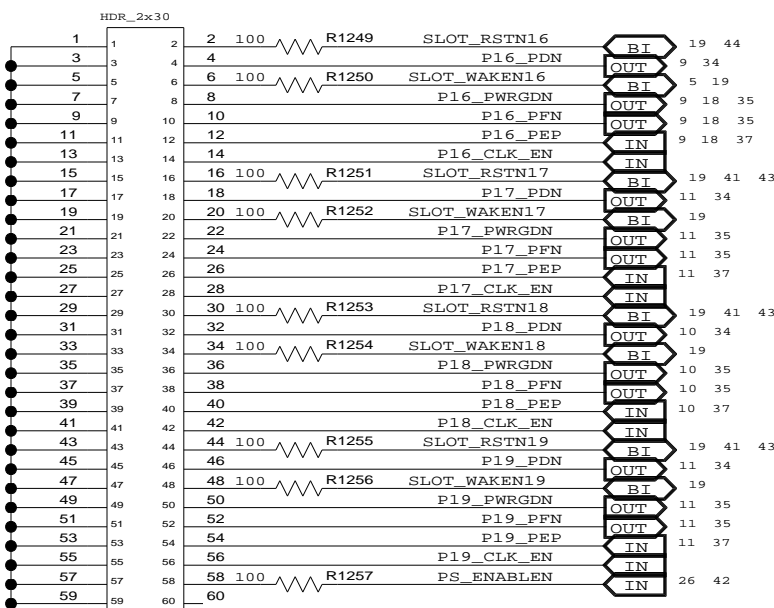 HDR_2x30
1 1 2 2 100 R1249 SLOT_RSTN16 BI 19 44
3 3 4 4 P16_PDN OUT 9 34
5 5 6 6 100 R1250 SLOT_WAKEN16 BI 5 19
7 7 8 8 P16_PWRGDN OUT 9 18 35
9 9 10 10 P16_PFN OUT 9 18 35
11 11 12 12 P16_PEP IN 9 18 37
13 13 14 14 P16_CLK_EN IN
15 15 16 16 100 R1251 SLOT_RSTN17 BI 19 41 43
17 17 18 18 P17_PDN OUT 11 34
19 19 20 20 100 R1252 SLOT_WAKEN17 BI 19
21 21 22 22 P17_PWRGDN OUT 11 35
23 23 24 24 P17_PFN OUT 11 35
25 25 26 26 P17_PEP IN 11 37
27 27 28 28 P17_CLK_EN IN
29 29 30 30 100 R1253 SLOT_RSTN18 BI 19 41 43
31 31 32 32 P18_PDN OUT 10 34
33 33 34 34 100 R1254 SLOT_WAKEN18 BI 19
35 35 36 36 P18_PWRGDN OUT 10 35
37 37 38 38 P18_PFN OUT 10 35
39 39 40 40 P18_PEP IN 10 37
41 41 42 42 P18_CLK_EN IN
43 43 44 44 100 R1255 SLOT_RSTN19 BI 19 41 43
45 45 46 46 P19_PDN OUT 11 34
47 47 48 48 100 R1256 SLOT_WAKEN19 BI 19
49 49 50 50 P19_PWRGDN OUT 11 35
51 51 52 52 P19_PFN OUT 11 35
53 53 54 54 P19_PEP IN 11 37
55 55 56 56 P19_CLK_EN IN
57 57 58 58 100 R1257 PS_ENABLEN IN 26 42
59 59 60 60